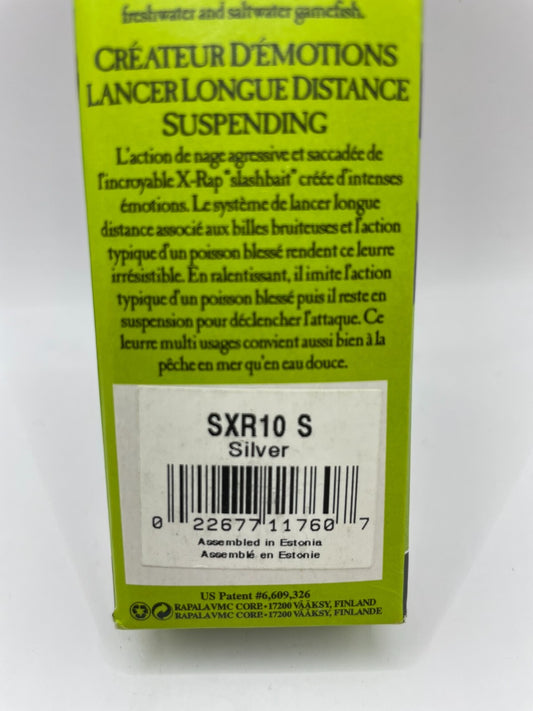 freshwater and saltwater gamefish.
CRÉATEUR D'ÉMOTIONS
LANCER LONGUE DISTANCE
SUSPENDING
L'action de nage agressive et saccadée de
l'incroyable X-Rap "slashbait" créée d'intenses
émotions. Le système de lancer longue
distance associé aux billes bruiteuses et l'action
typique d'un poisson blessé rendent ce leurre
irrésistible. En ralentissant, il imite l'action
typique d'un poisson blessé puis il reste en
suspension pour déclencher l'attaque. Ce
leurre multi usages convient aussi bien à la
pêche en mer qu'en eau douce.
SXR10 S
Silver
0 22677 11760 7
Assembled in Estonia
Assemblé en Estonie
US Patent #6,609,326
RAPALA VMC CORP. • 17200 VÄÄKSY, FINLAND
RAPALA VMC CORP. • 17200 VÄÄKSY, FINLANDE